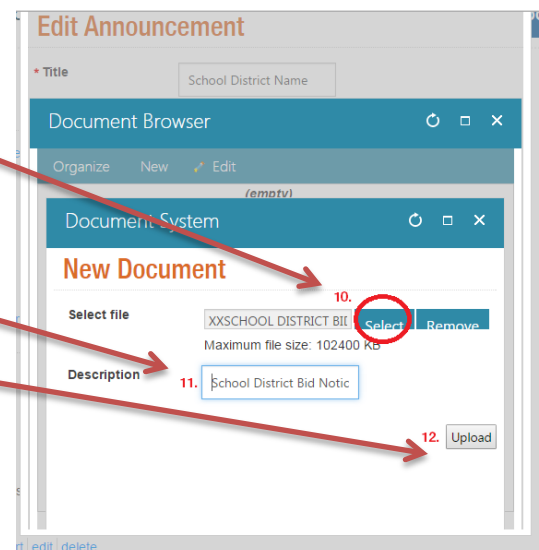 Edit Announcement
* Title
School District Name
Document Browser
Organize New Edit
(empty)
Document System
New Document
10.
Select file
XXSCHOOL DISTRICT BI
Select Remove
Maximum file size: 102400 KB
Description
11. School District Bid Notic
12. Upload
edit delete